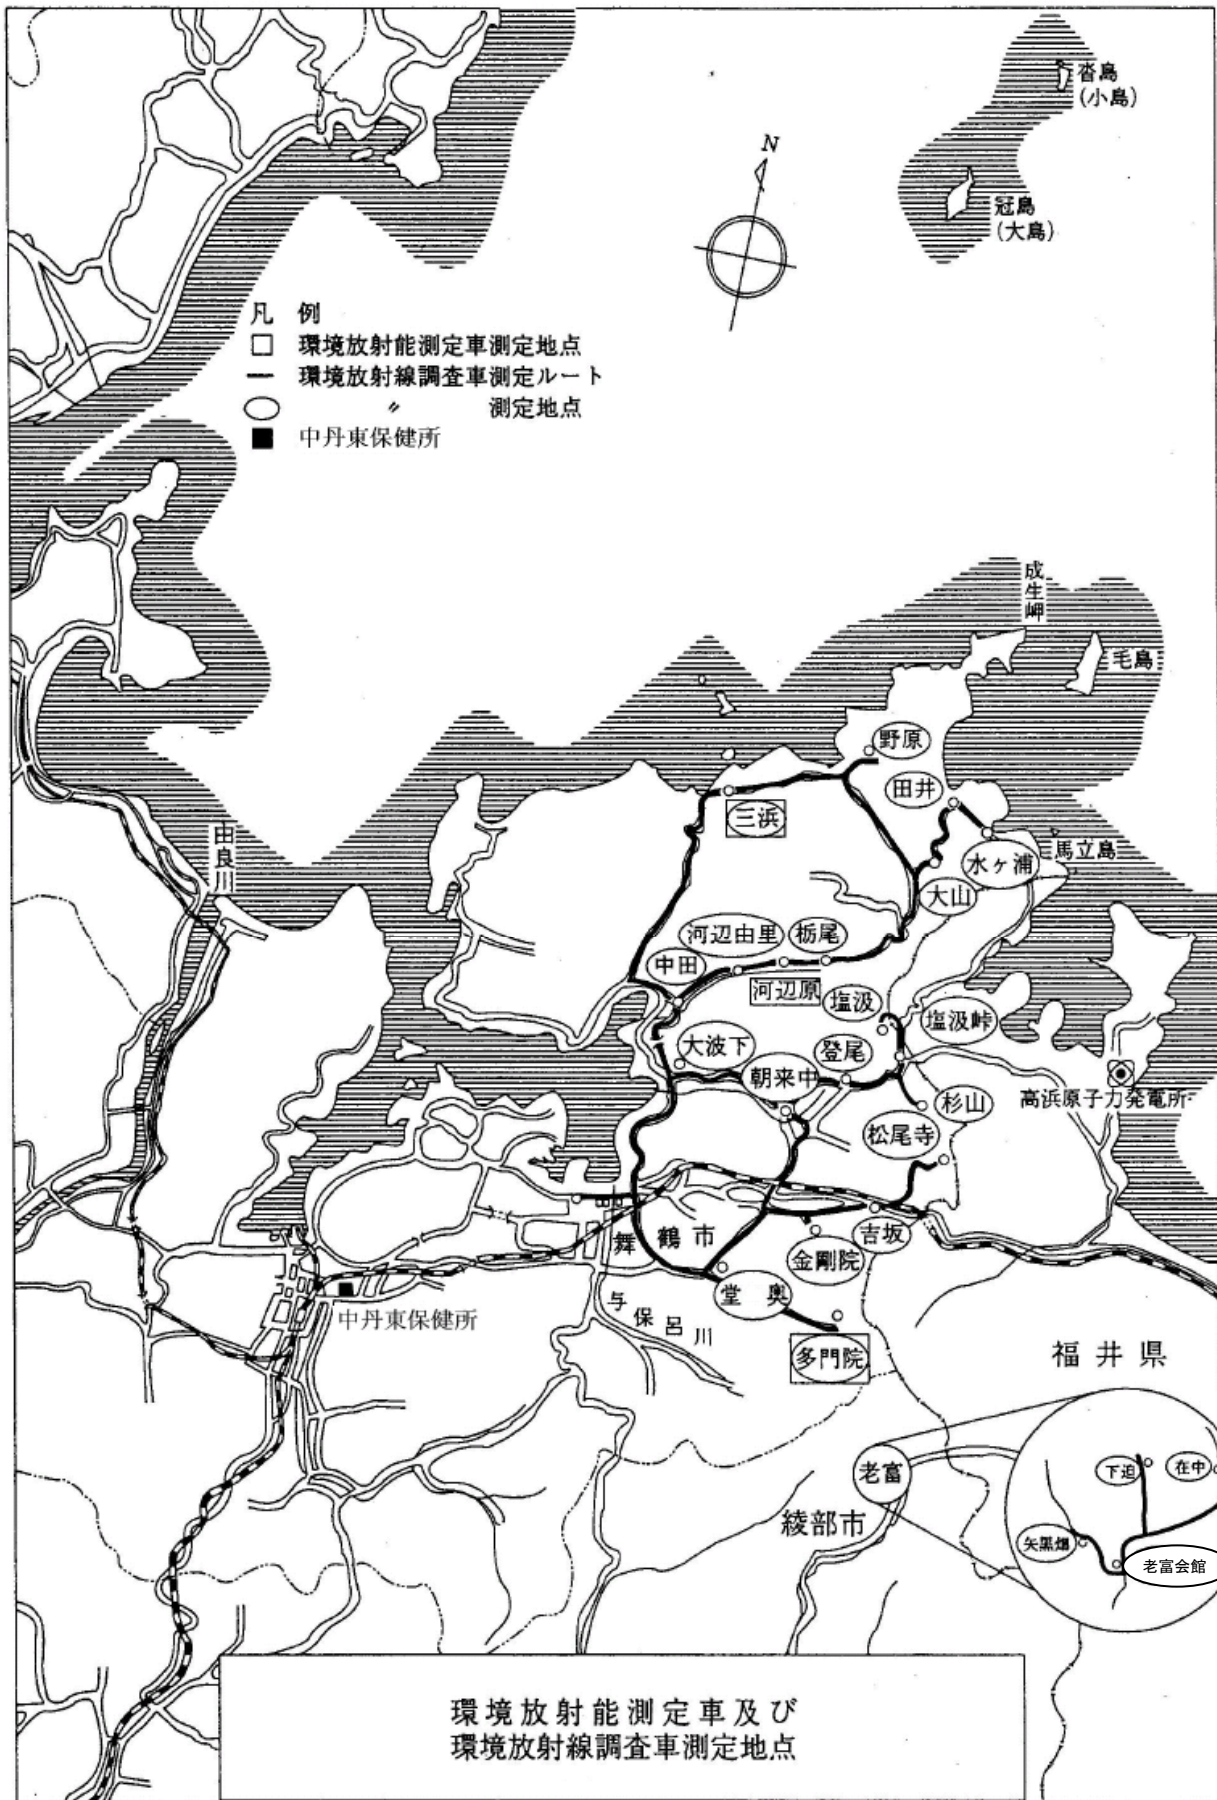 沓島
(小島)
N
冠島
(大島)
凡 例
環境放射能測定車測定地点
環境放射線調査車測定ルート
〃 測定地点
中丹東保健所
成生岬
毛島
野原
田井
三浜
由良川
馬立島
水ヶ浦
大山
河辺由里
栃尾
中田
河辺原
塩汲
塩汲峠
大波下
登尾
朝来中
高浜原子力発電所
杉山
松尾寺
舞鶴市
吉坂
金剛院
堂奥
中丹東保健所
与保呂川
多門院
福井県
老富
下迫
在中
綾部市
矢黒畑
老富会館
環境放射能測定車及び
環境放射線調査車測定地点